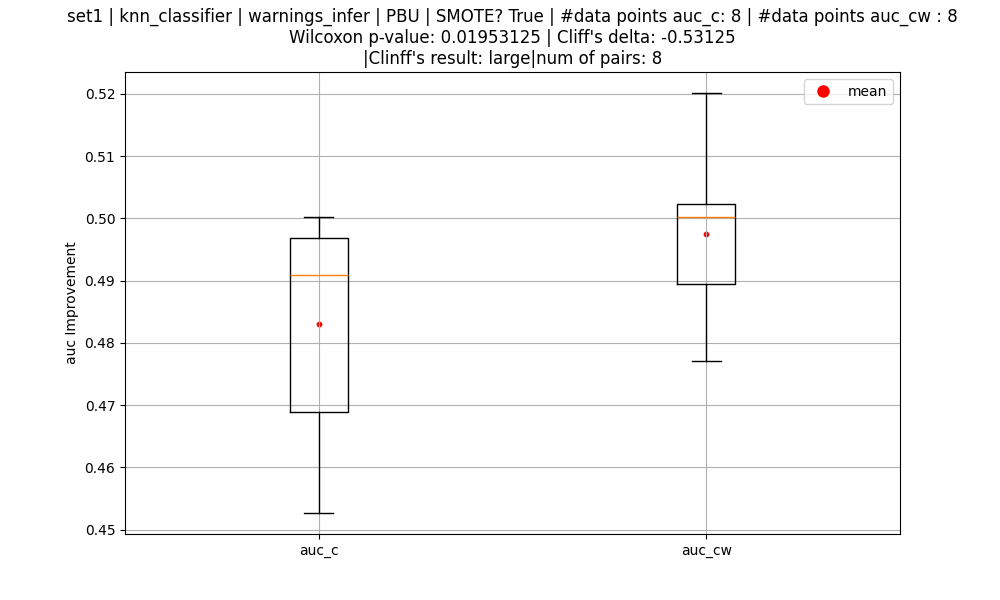 set1 | knn_classifier | warnings_infer | PBU | SMOTE? True | #data points auc_c: 8 | #data points auc_cw : 8
Wilcoxon p-value: 0.01953125 | Cliff's delta: -0.53125
|Clinff's result: large|num of pairs: 8
mean
0.52
0.51
0.50
0.49
0.48
0.47
0.46
0.45
auc Improvement
auc_c
auc_cw